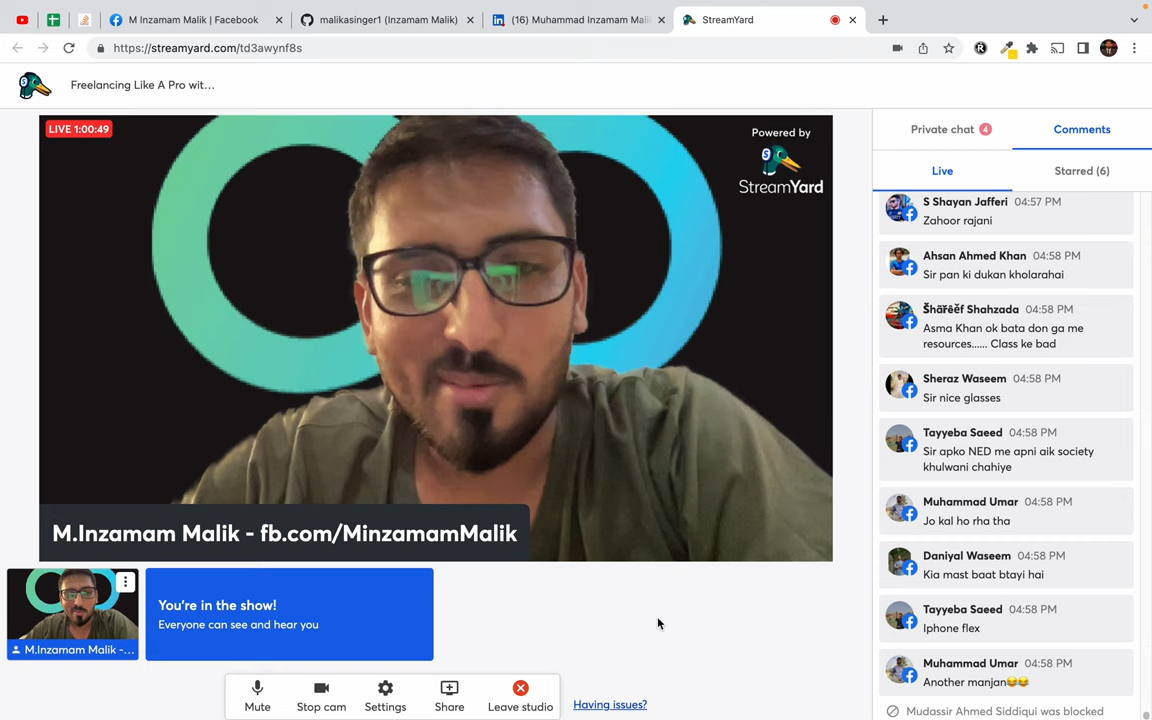 M Inzamam Malik | Facebook
malikasinger1 (Inzamam Malik)
(16) Muhammad Inzamam Mali
StreamYard
https://streamyard.com/td3awynf8s
Freelancing Like A Pro wit...
LIVE 1:00:49
Powered by
StreamYard
M.Inzamam Malik - fb.com/MinzamamMalik
M.Inzamam Malik -...
You're in the show!
Everyone can see and hear you
Mute
Stop cam
Settings
Share
Leave studio
Having issues?
Private chat 4
Comments
Live
Starred (6)
S Shayan Jafferi 04:57 PM
Zahoor rajani
Ahsan Ahmed Khan 04:58 PM
Sir pan ki dukan kholarahai
Shahzada 04:58 PM
Asma Khan ok bata don ga me
resources...... Class ke bad
Sheraz Waseem 04:58 PM
Sir nice glasses
Tayyeba Saeed 04:58 PM
Sir apko NED me apni aik society
khulwani chahiye
Muhammad Umar 04:58 PM
Jo kal ho rha tha
Daniyal Waseem 04:58 PM
Kia mast baat btayi hai
Tayyeba Saeed 04:58 PM
Iphone flex
Muhammad Umar 04:58 PM
Another manjan😂😂
Mudassir Ahmed Siddiqui was blocked